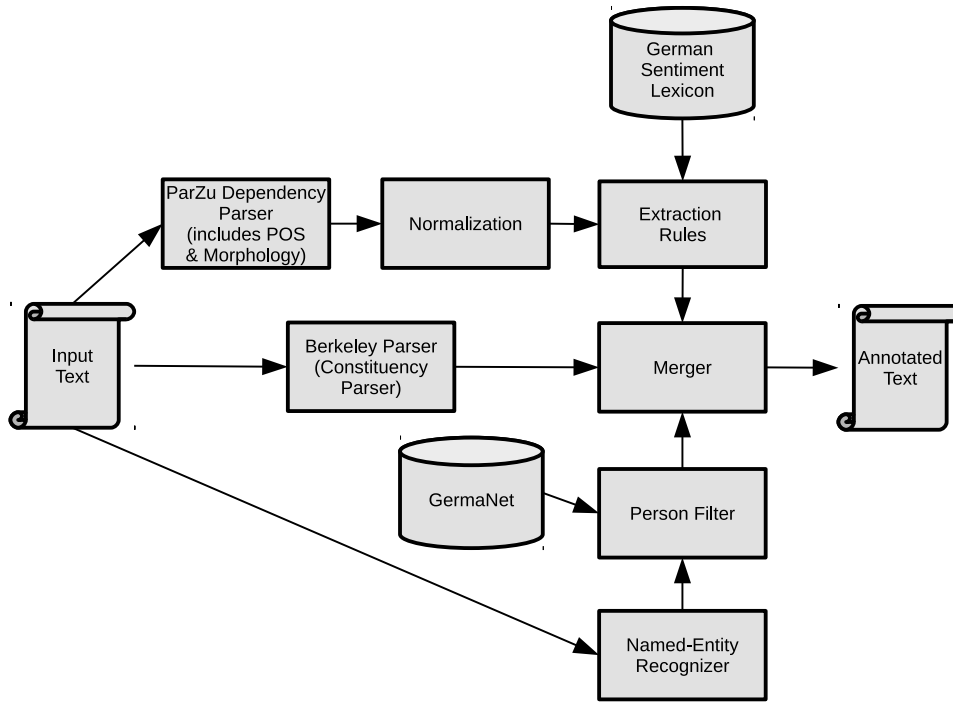 German
Sentiment
Lexicon
ParZu Dependency
Parser
(includes POS
& Morphology)
Normalization
Extraction
Rules
Input
Text
Berkeley Parser
(Constituency
Parser)
Merger
Annotated
Text
GermaNet
Person Filter
Named-Entity
Recognizer